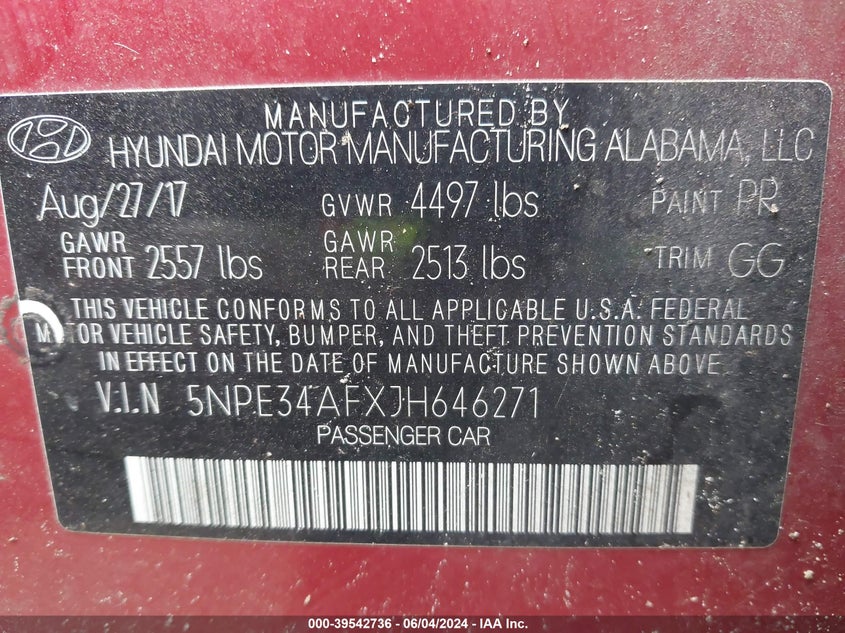 MANUFACTURED BY
HYUNDAI MOTOR MANUFACTURING ALABAMA, LLC
Aug/27/17 GVWR 4497 lbs PAINT PR
GAWR FRONT 2557 lbs GAWR REAR 2513 lbs TRIM GG
THIS VEHICLE CONFORMS TO ALL APPLICABLE U.S.A. FEDERAL
MOTOR VEHICLE SAFETY, BUMPER, AND THEFT PREVENTION STANDARDS
IN EFFECT ON THE DATE OF MANUFACTURE SHOWN ABOVE.
V.I.N 5NPE34AFXJH646271
PASSENGER CAR
000-39542736 - 06/04/2024 - IAA Inc.